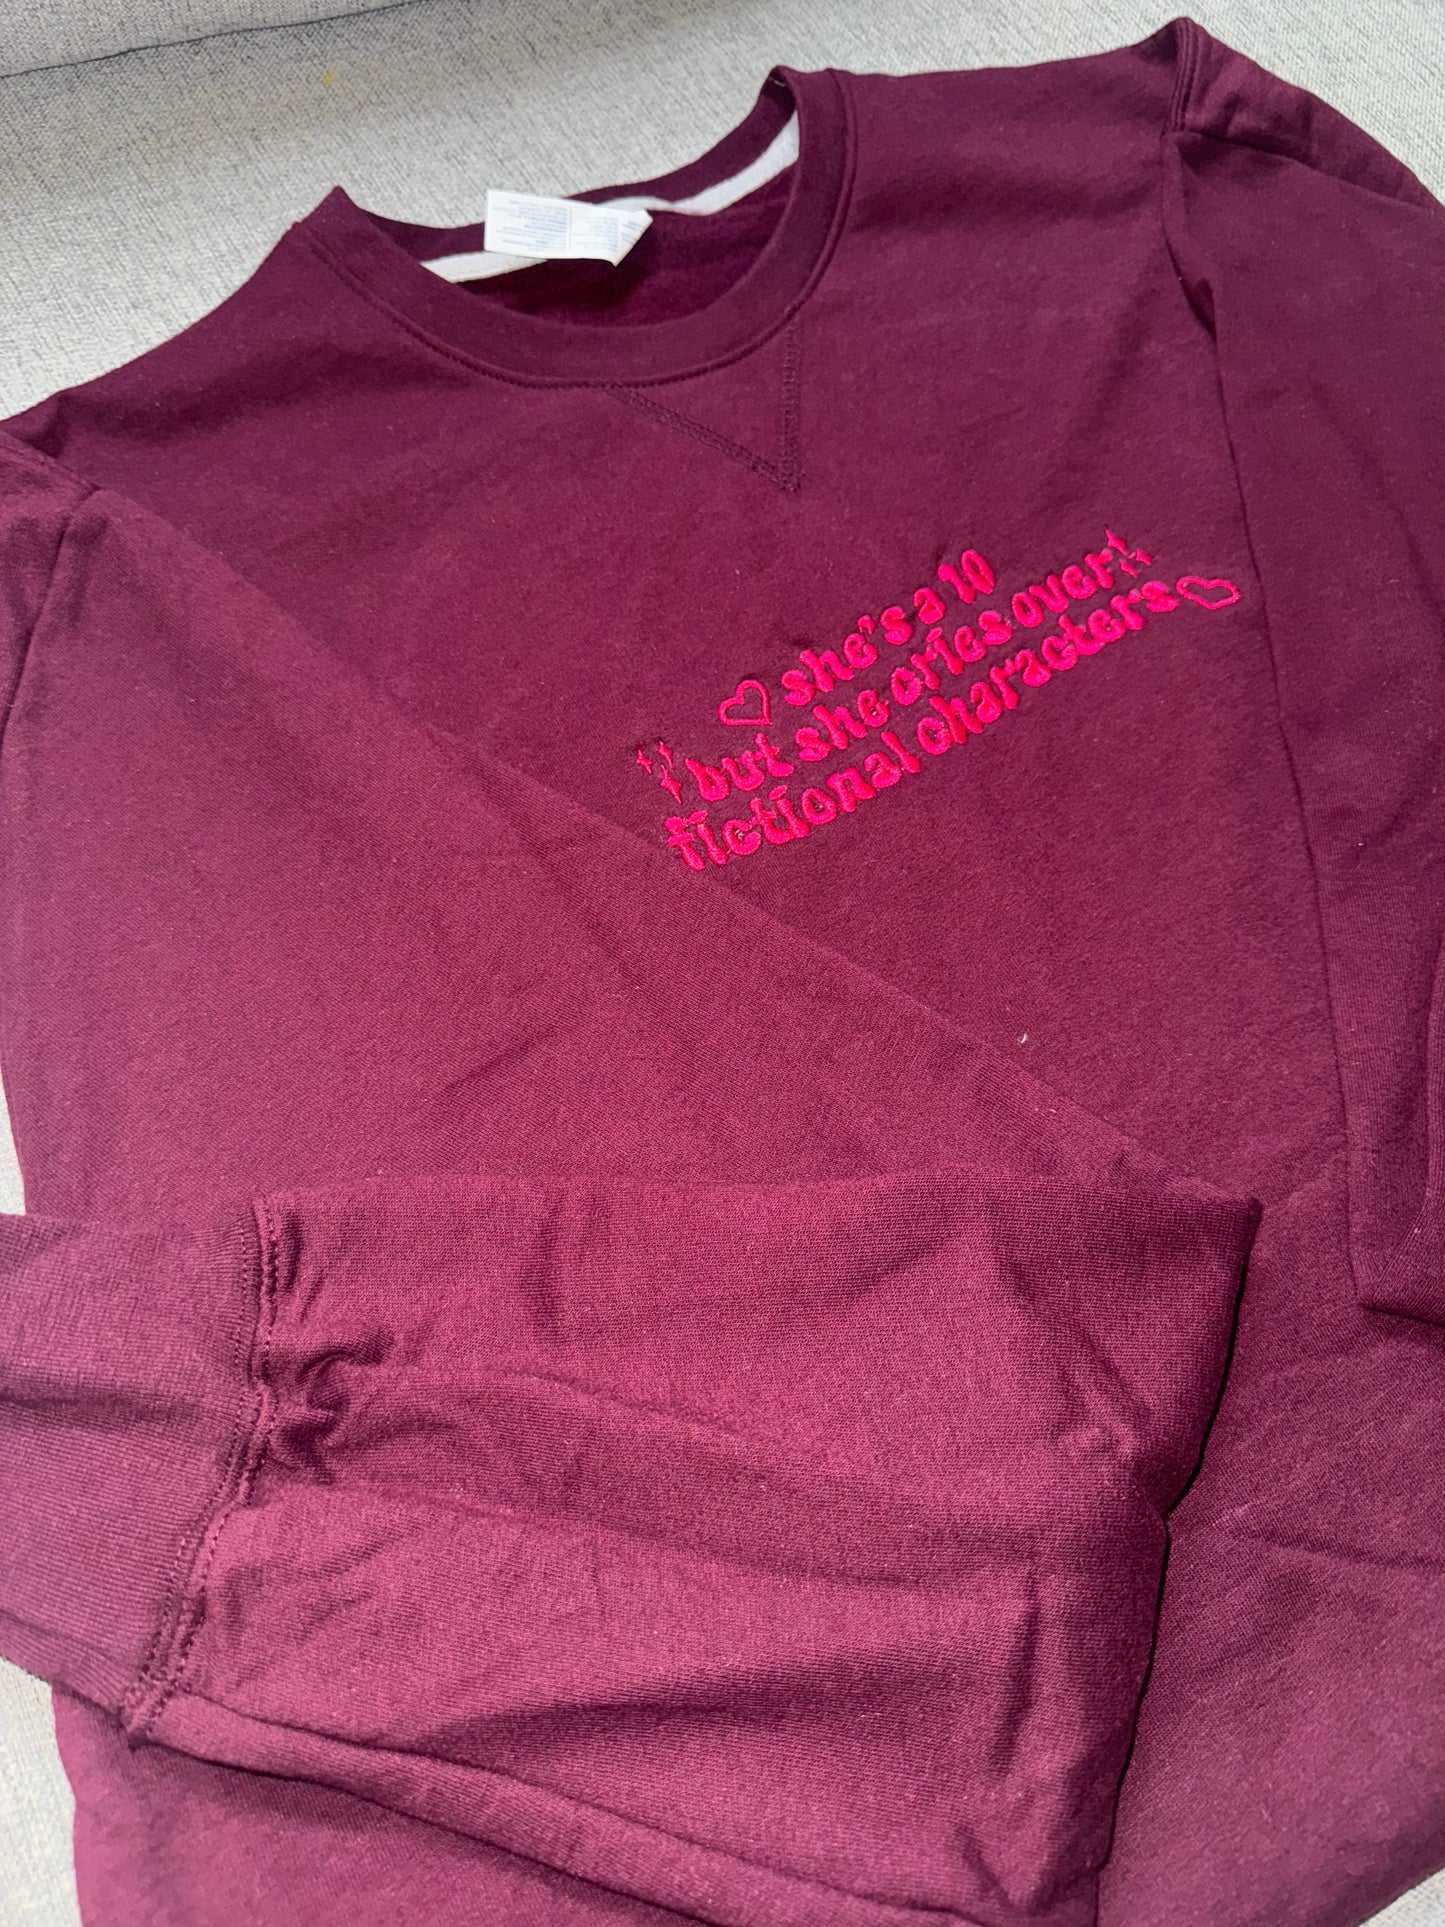 she's a 10
but she cries over
fictional characters